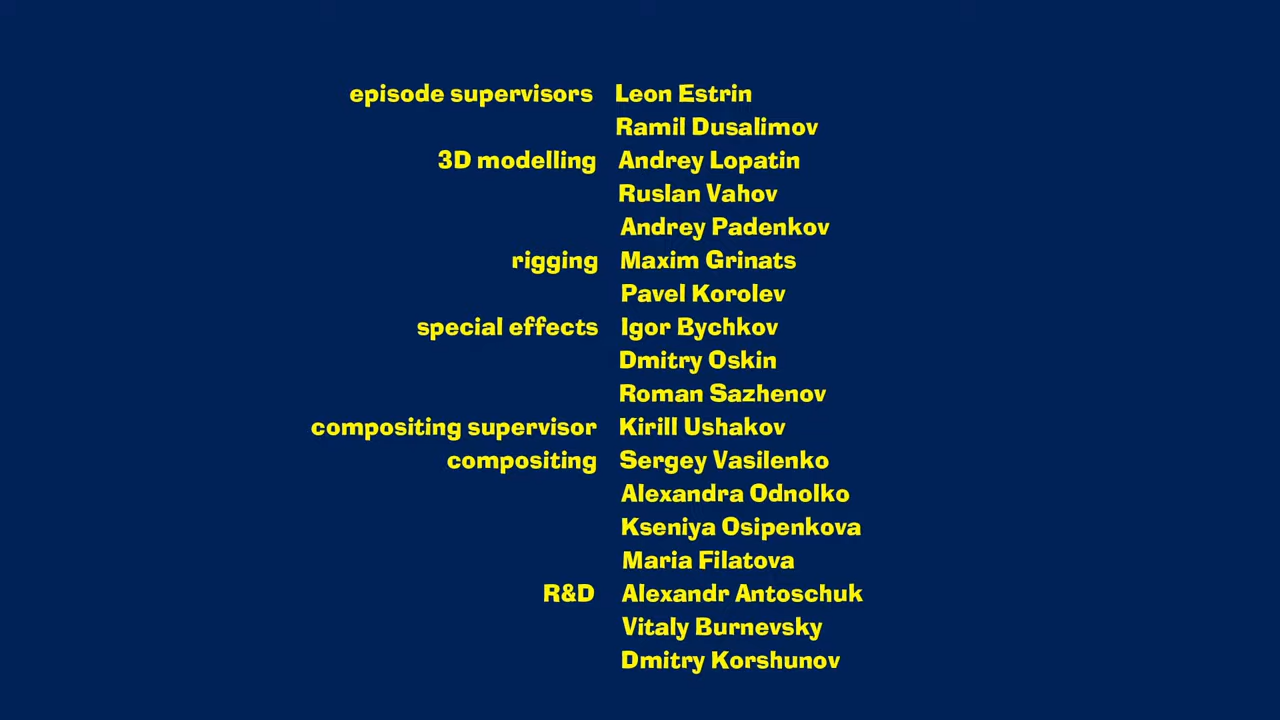 episode supervisors Leon Estrin
Ramil Dusalimov
3D modelling Andrey Lopatin
Ruslan Vahov
Andrey Padenkov
rigging Maxim Grinats
Pavel Korolev
special effects Igor Bychkov
Dmitry Oskin
Roman Sazhenov
compositing supervisor Kirill Ushakov
compositing Sergey Vasilenko
Alexandra Odnolko
Kseniya Osipenkova
Maria Filatova
R&D Alexandr Antoschuk
Vitaly Burnevsky
Dmitry Korshunov